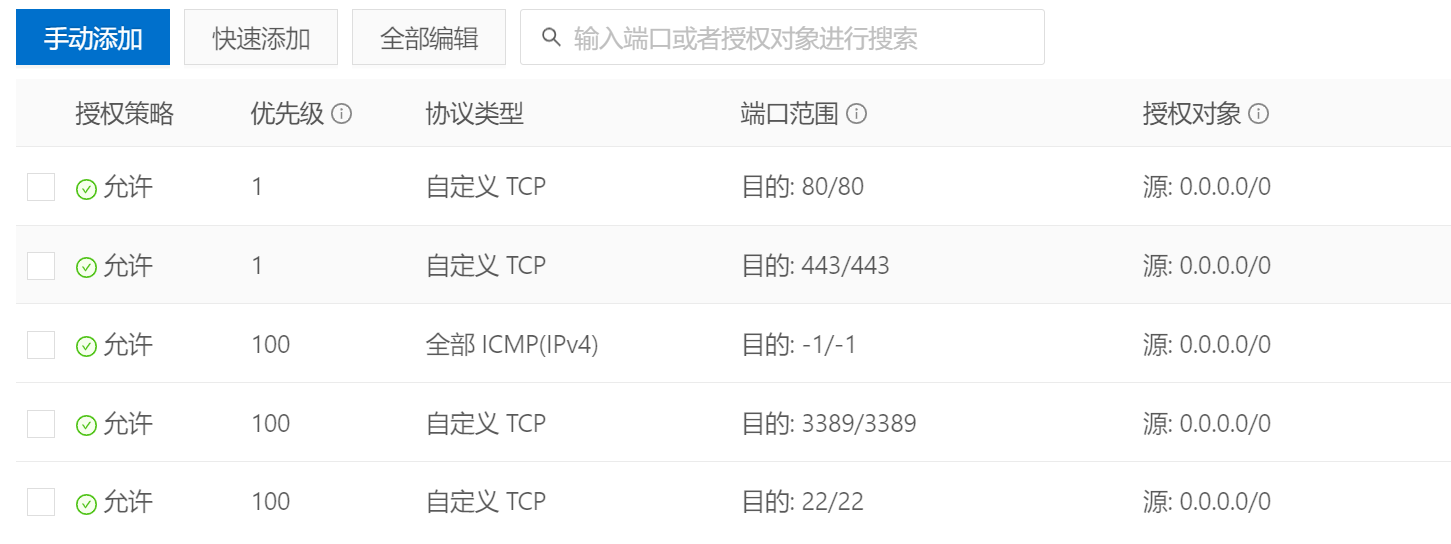 手动添加 快速添加 全部编辑 输入端口或者授权对象进行搜索
授权策略 优先级 协议类型 端口范围 授权对象
允许 1 自定义 TCP 目的: 80/80 源: 0.0.0.0/0
允许 1 自定义 TCP 目的: 443/443 源: 0.0.0.0/0
允许 100 全部 ICMP(IPv4) 目的: -1/-1 源: 0.0.0.0/0
允许 100 自定义 TCP 目的: 3389/3389 源: 0.0.0.0/0
允许 100 自定义 TCP 目的: 22/22 源: 0.0.0.0/0